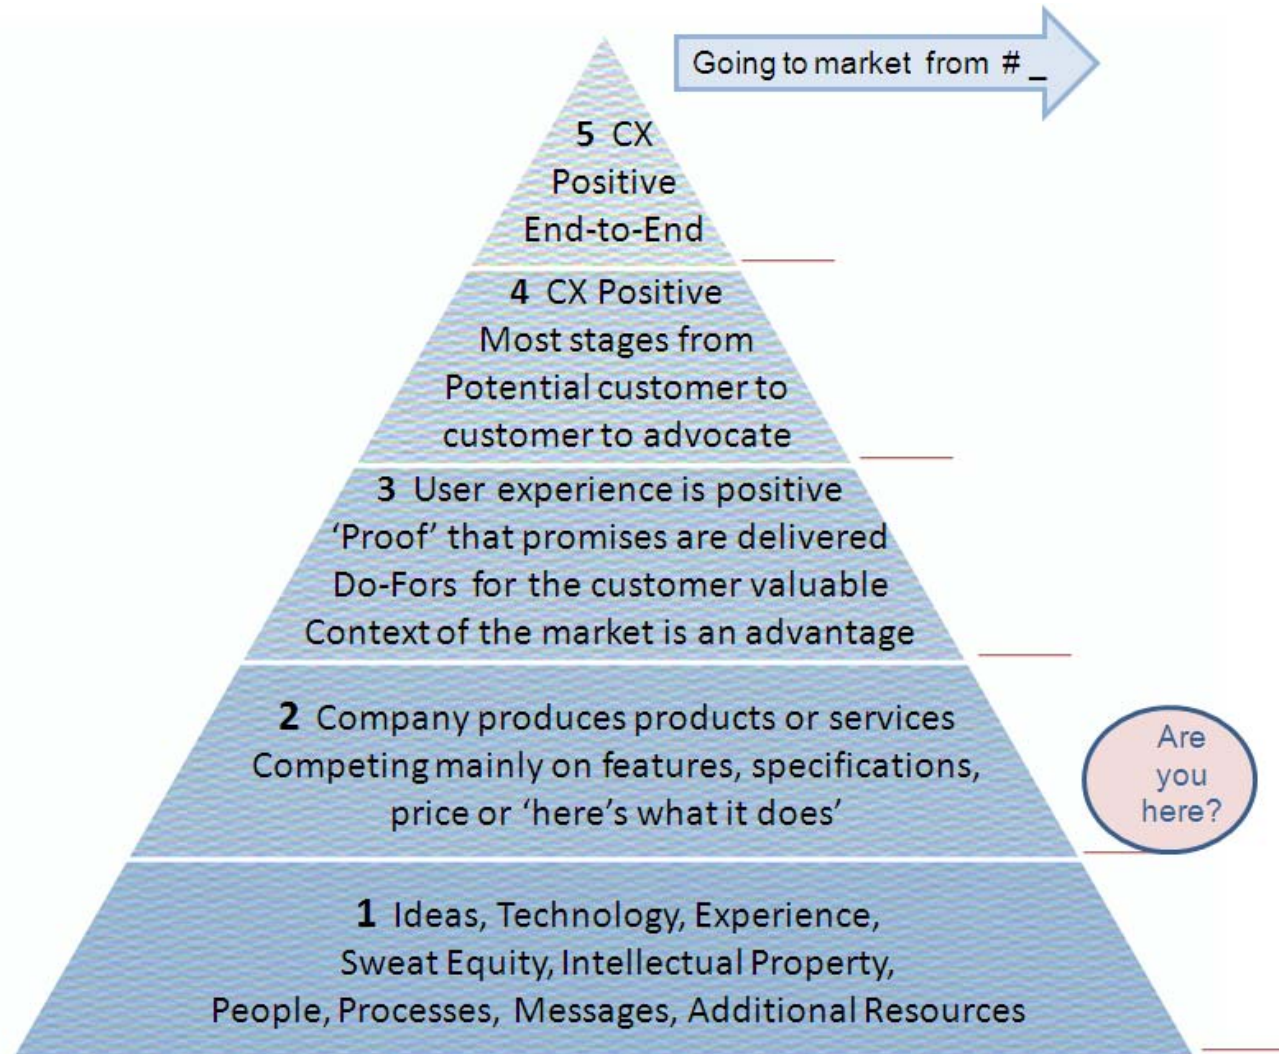 Going to market from # _
5 CX
Positive
End-to-End
4 CX Positive
Most stages from
Potential customer to
customer to advocate
3 User experience is positive
‘Proof’ that promises are delivered
Do-Fors for the customer valuable
Context of the market is an advantage
2 Company produces products or services
Competing mainly on features, specifications,
price or ‘here’s what it does’
Are
you
here?
1 Ideas, Technology, Experience,
Sweat Equity, Intellectual Property,
People, Processes, Messages, Additional Resources